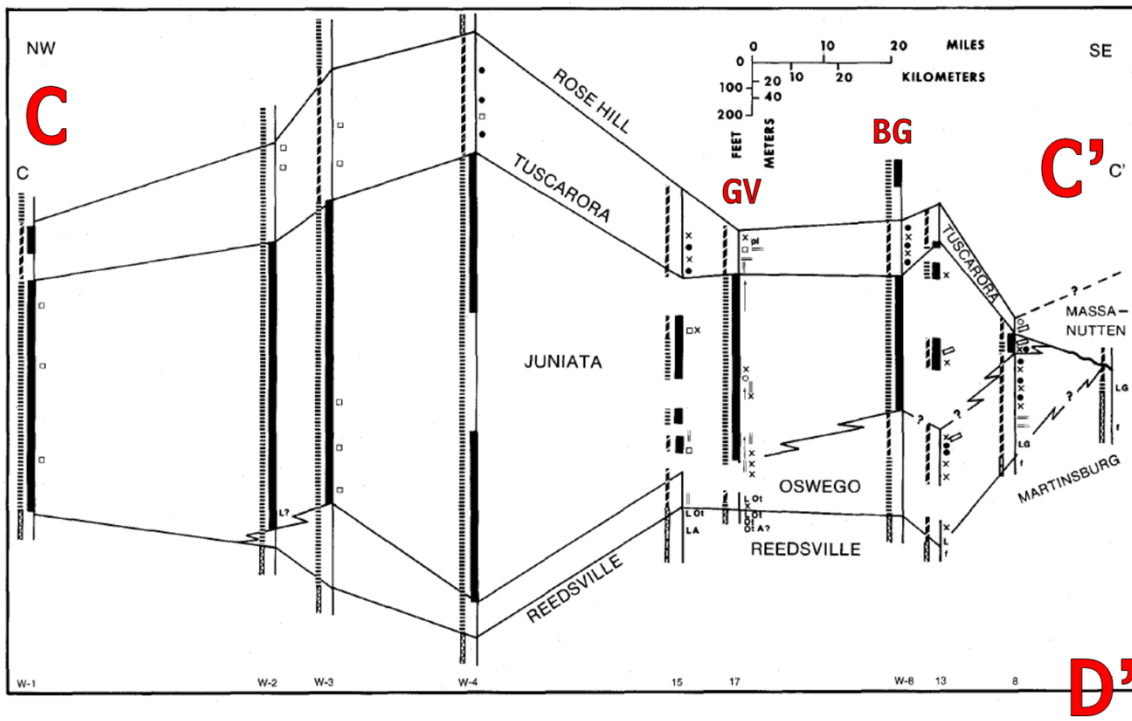 NW
0 10 20 MILES
SE
KILOMETERS
10 20
0
100
200
20
40
FEET
METERS
C
C
ROSE HILL
TUSCARORA
GV
BG
C'
C'
pl
TUSCARORA
?
MASSA-
NUTTEN
JUNIATA
LG
f
?
?
?
LG
f
L?
OSWEGO
MARTINSBURG
L Ot
LA
L Ot
Ot
Ot A?
REEDSVILLE
REEDSVILLE
L
f
W-1 W-2 W-3 W-4 15 17 W-6 13 8
D'